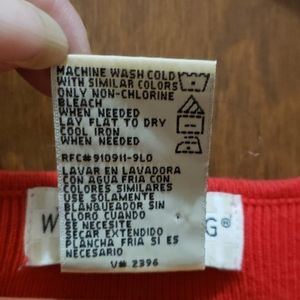 MACHINE WASH COLD
WITH SIMILAR COLORS
ONLY NON-CHLORINE
BLEACH
WHEN NEEDED
LAY FLAT TO DRY
COOL IRON
WHEN NEEDED
RFC#910911-9L0
LAVAR EN LAVADORA
CON AGUA FRIA CON
COLORES SIMILARES
USE SOLAMENTE
BLANQUEADOR SIN
CLORO CUANDO
SE NECESITE
SECAR EXTENDIDO
PLANCHA FRIA SI ES
NECESARIO
V# 2396
W
G®